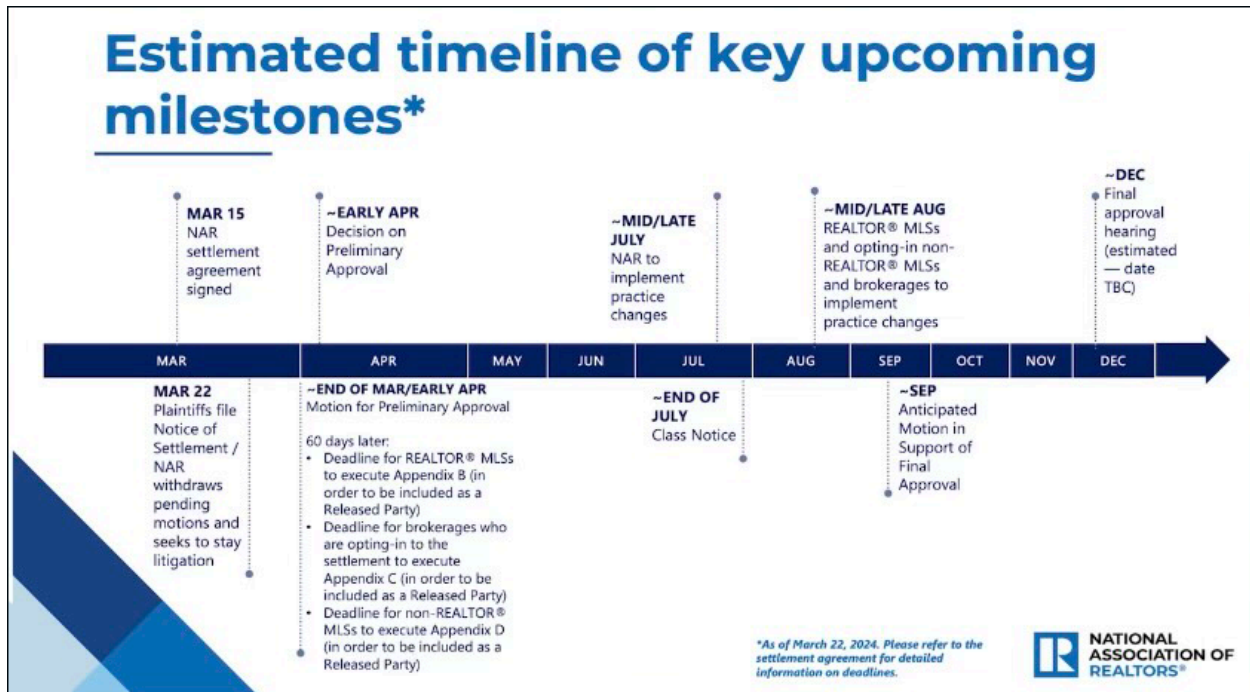 Estimated timeline of key upcoming
milestones*
MAR 15
NAR
settlement
agreement
signed
~EARLY APR
Decision on
Preliminary
Approval
~MID/LATE
JULY
NAR to
implement
practice
changes
~MID/LATE AUG
REALTOR® MLSs
and opting-in non-
REALTOR® MLSs
and brokerages to
implement
practice changes
~DEC
Final
approval
hearing
(estimated
— date
TBC)
MAR APR MAY JUN JUL AUG SEP OCT NOV DEC
MAR 22
Plaintiffs file
Notice of
Settlement /
NAR
withdraws
pending
motions and
seeks to stay
litigation
~END OF MAR/EARLY APR
Motion for Preliminary Approval
60 days later:
• Deadline for REALTOR® MLSs
to execute Appendix B (in
order to be included as a
Released Party)
• Deadline for brokerages who
are opting-in to the
settlement to execute
Appendix C (in order to be
included as a Released Party)
• Deadline for non-REALTOR®
MLSs to execute Appendix D
(in order to be included as a
Released Party)
~END OF
JULY
Class Notice
~SEP
Anticipated
Motion in
Support of
Final
Approval
*As of March 22, 2024. Please refer to the
settlement agreement for detailed
information on deadlines.
R
NATIONAL
ASSOCIATION OF
REALTORS®